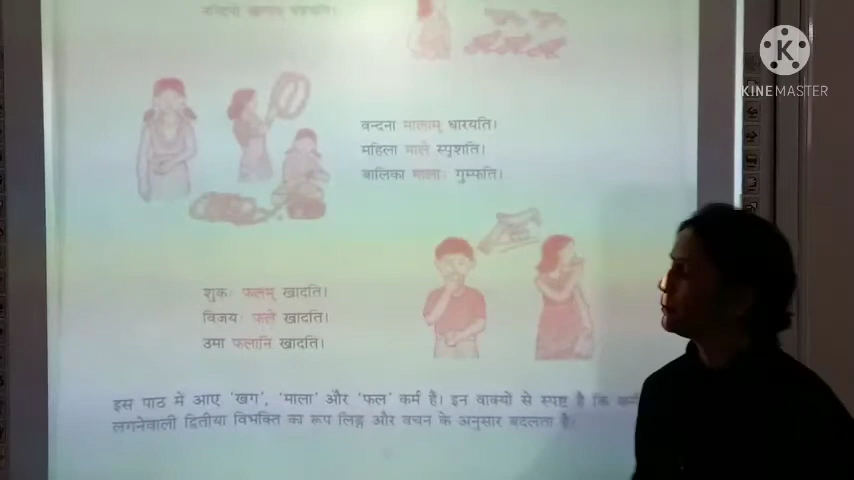 KINEMASTER
वन्दना मालाम् धारयति।
महिला माले स्पृशति।
बालिका मालाः गुम्फति।
शुकः फलम् खादति।
विजयः फले खादति।
उमा फलानि खादति।
इस पाठ में आए 'खग', 'माला' और 'फल' कर्म है। इन वाक्यों से स्पष्ट है कि कर्म
लगनेवाली द्वितीया विभक्ति का रूप लिङ्ग और वचन के अनुसार बदलता है।